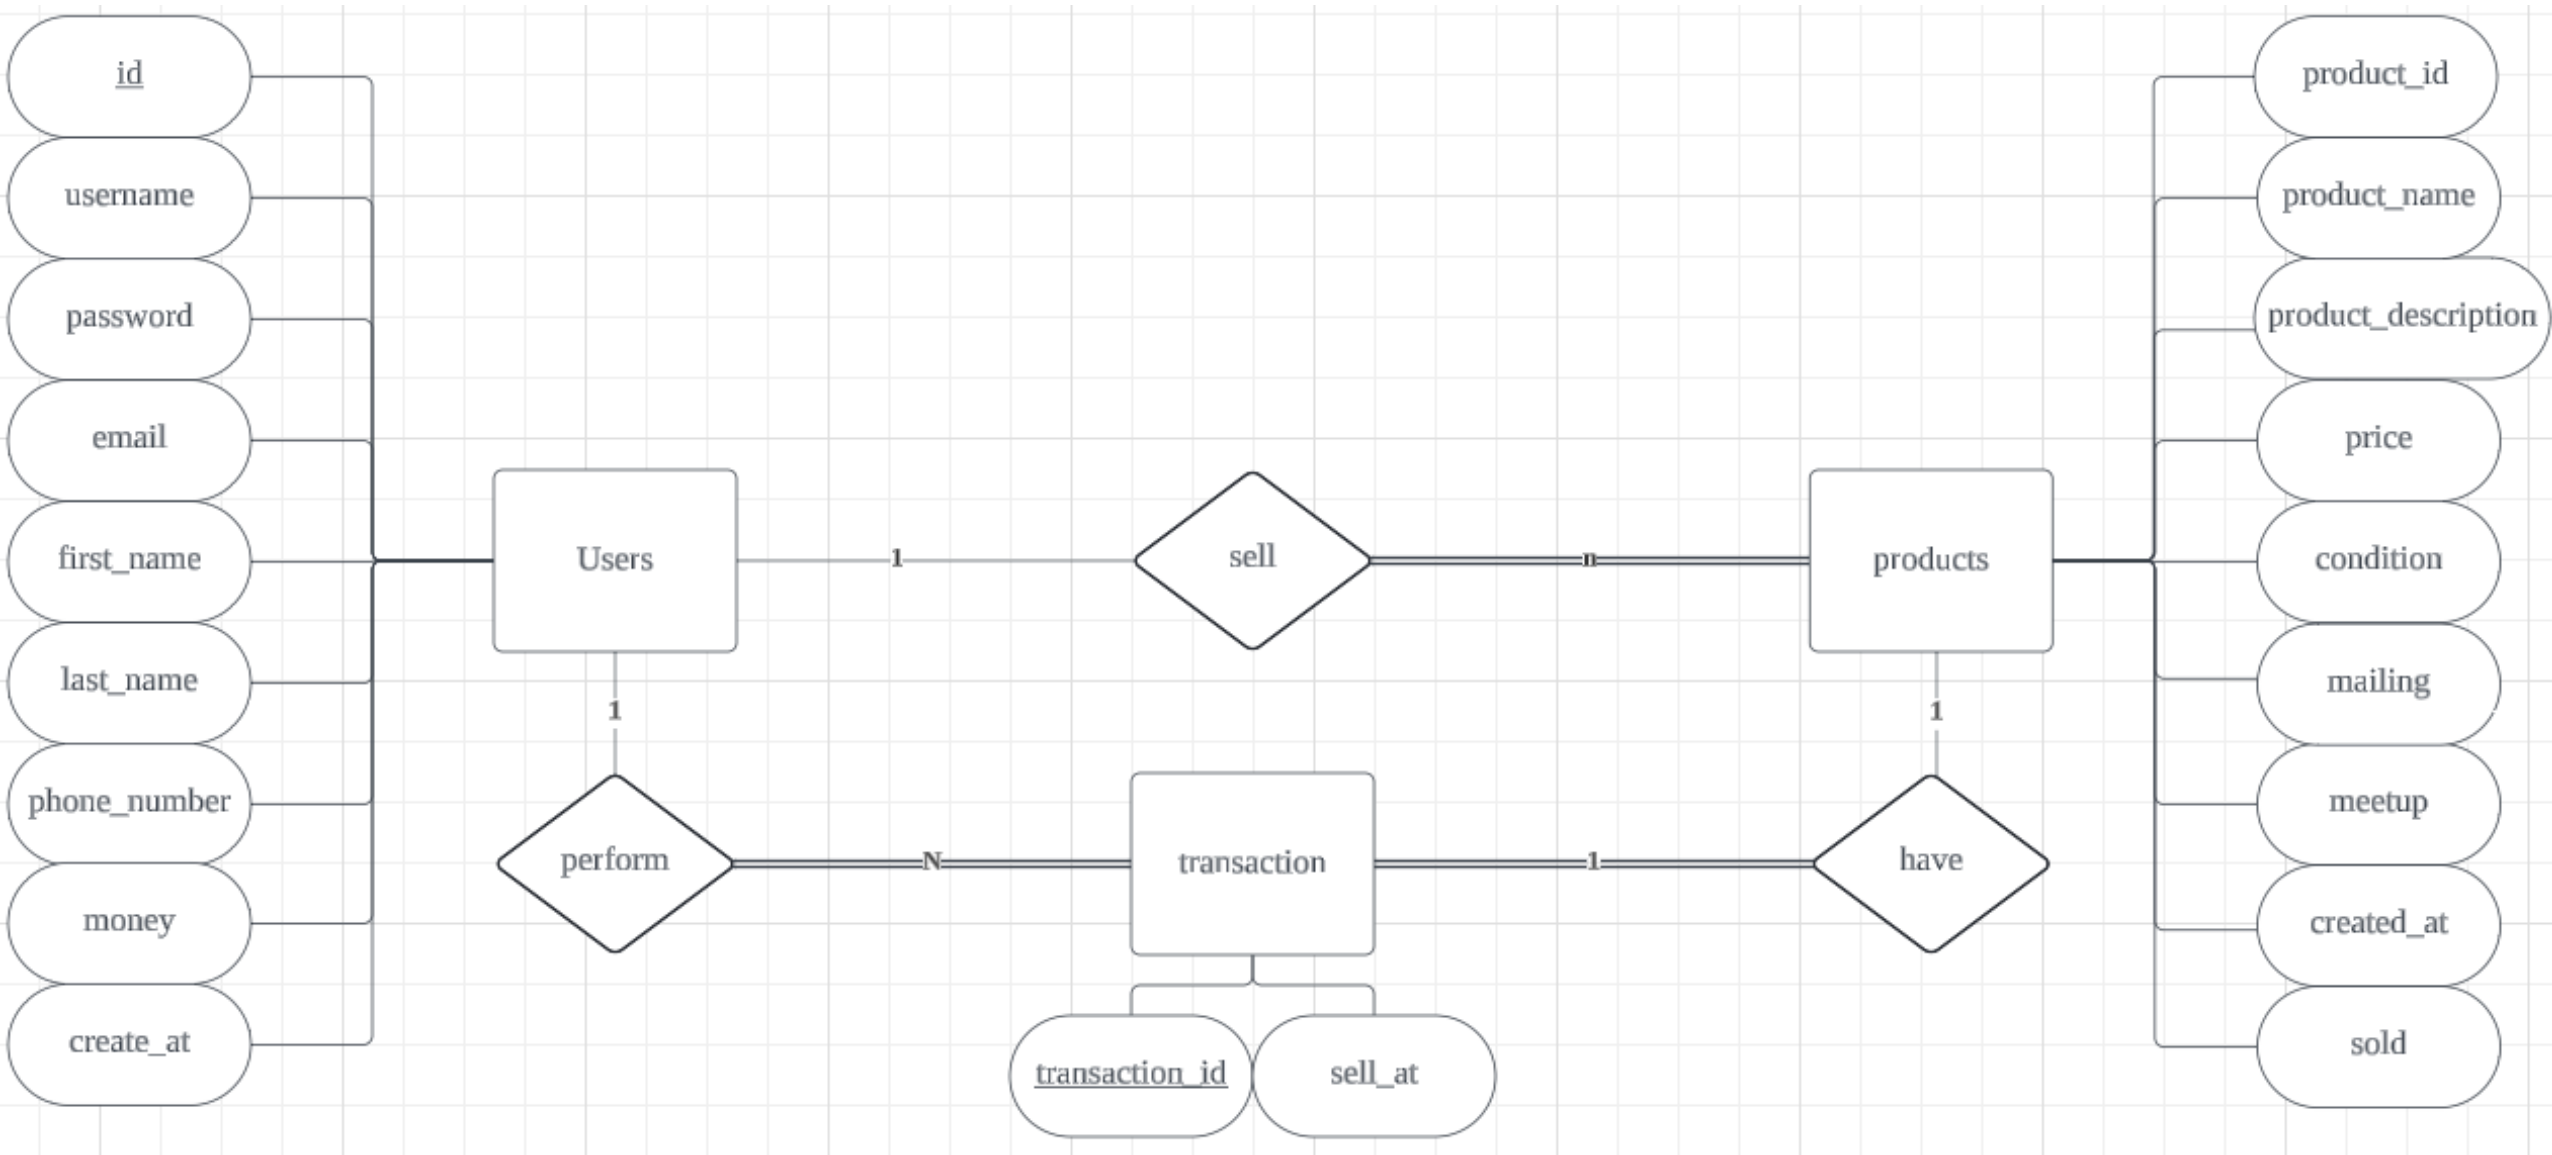 id
username
password
email
first_name
last_name
phone_number
money
create_at
Users
1
sell
n
products
1
perform
N
transaction
1
have
1
transaction_id
sell_at
product_id
product_name
product_description
price
condition
mailing
meetup
created_at
sold